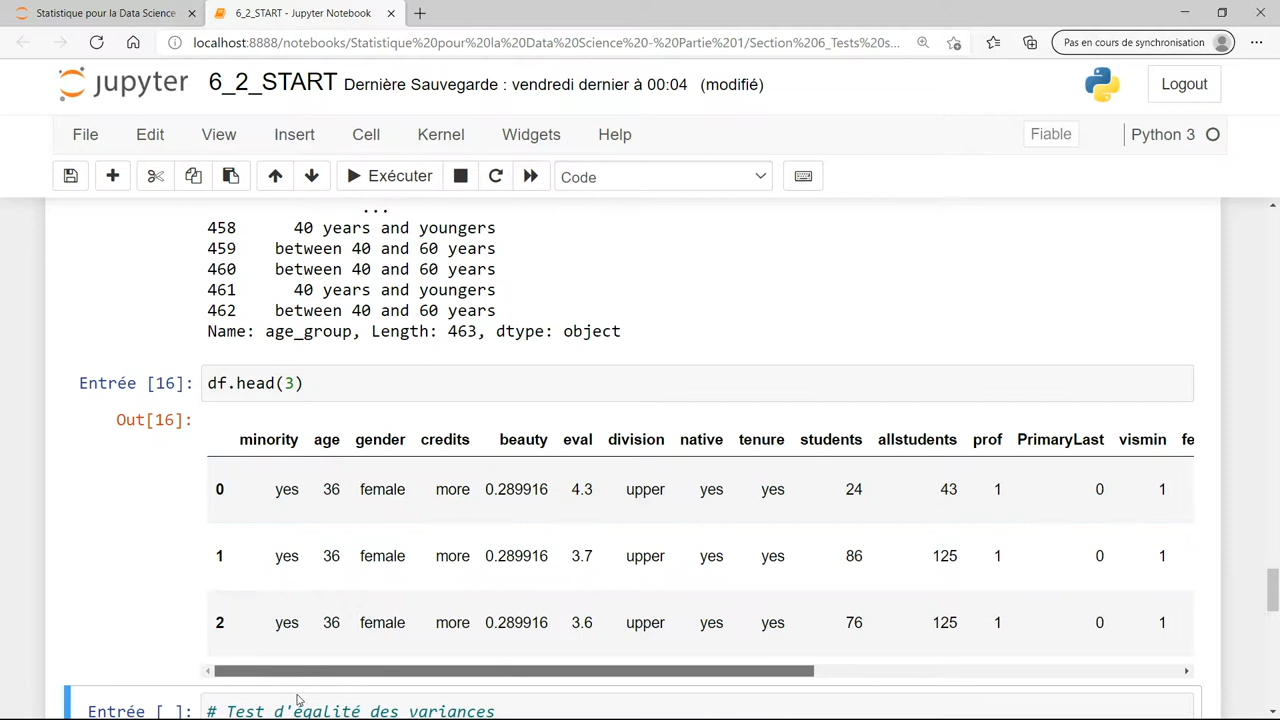 Statistique pour la Data Science
6_2_START - Jupyter Notebook
localhost:8888/notebooks/Statistique%20pour%20la%20Data%20Science%20-%20Partie%201/Section%206_Tests%20s...
Pas en cours de synchronisation
jupyter 6_2_START Dernière Sauvegarde : vendredi dernier à 00:04 (modifié)
Logout
File Edit View Insert Cell Kernel Widgets Help
Fiable Python 3
Exécuter Code
...
458 40 years and youngers
459 between 40 and 60 years
460 between 40 and 60 years
461 40 years and youngers
462 between 40 and 60 years
Name: age_group, Length: 463, dtype: object
Entrée [16]: df.head(3)
Out[16]:
minority age gender credits beauty eval division native tenure students allstudents prof PrimaryLast vismin fe
0 yes 36 female more 0.289916 4.3 upper yes yes 24 43 1 0 1
1 yes 36 female more 0.289916 3.7 upper yes yes 86 125 1 0 1
2 yes 36 female more 0.289916 3.6 upper yes yes 76 125 1 0 1
Entrée [ ]: # Test d'égalité des variances